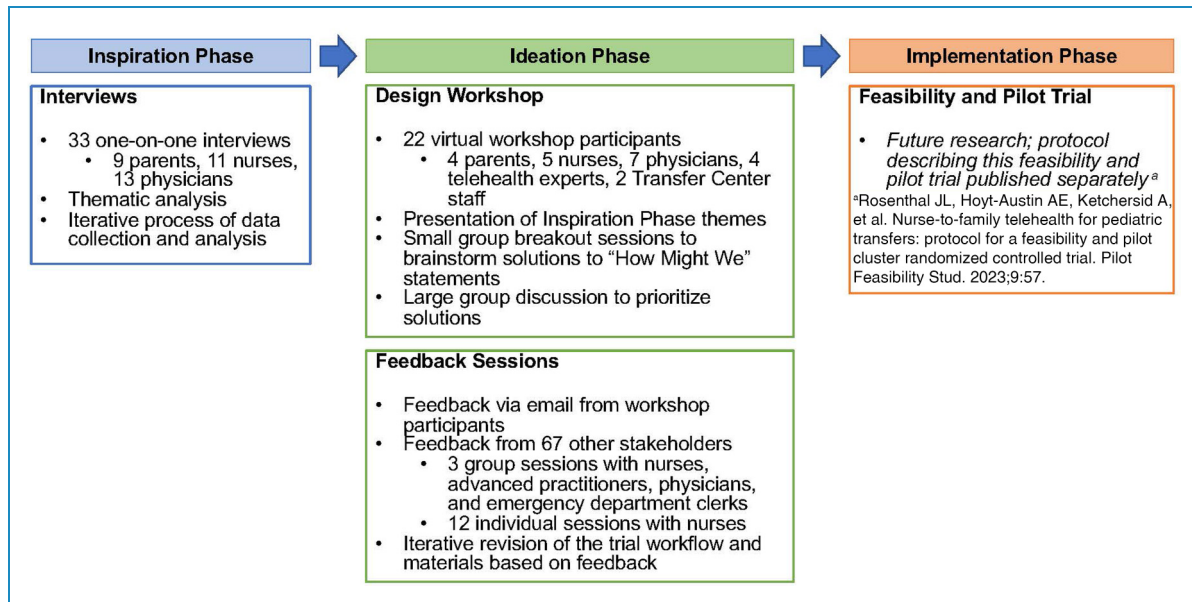 Inspiration Phase
Interviews
• 33 one-on-one interviews
• 9 parents, 11 nurses,
13 physicians
• Thematic analysis
• Iterative process of data
collection and analysis
Ideation Phase
Design Workshop
• 22 virtual workshop participants
• 4 parents, 5 nurses, 7 physicians, 4
telehealth experts, 2 Transfer Center
staff
• Presentation of Inspiration Phase themes
• Small group breakout sessions to
brainstorm solutions to “How Might We”
statements
• Large group discussion to prioritize
solutions
Feedback Sessions
• Feedback via email from workshop
participants
• Feedback from 67 other stakeholders
• 3 group sessions with nurses,
advanced practitioners, physicians,
and emergency department clerks
• 12 individual sessions with nurses
• Iterative revision of the trial workflow and
materials based on feedback
Implementation Phase
Feasibility and Pilot Trial
• Future research; protocol
describing this feasibility and
pilot trial published separately a
aRosenthal JL, Hoyt-Austin AE, Ketchersid A,
et al. Nurse-to-family telehealth for pediatric
transfers: protocol for a feasibility and pilot
cluster randomized controlled trial. Pilot
Feasibility Stud. 2023;9:57.